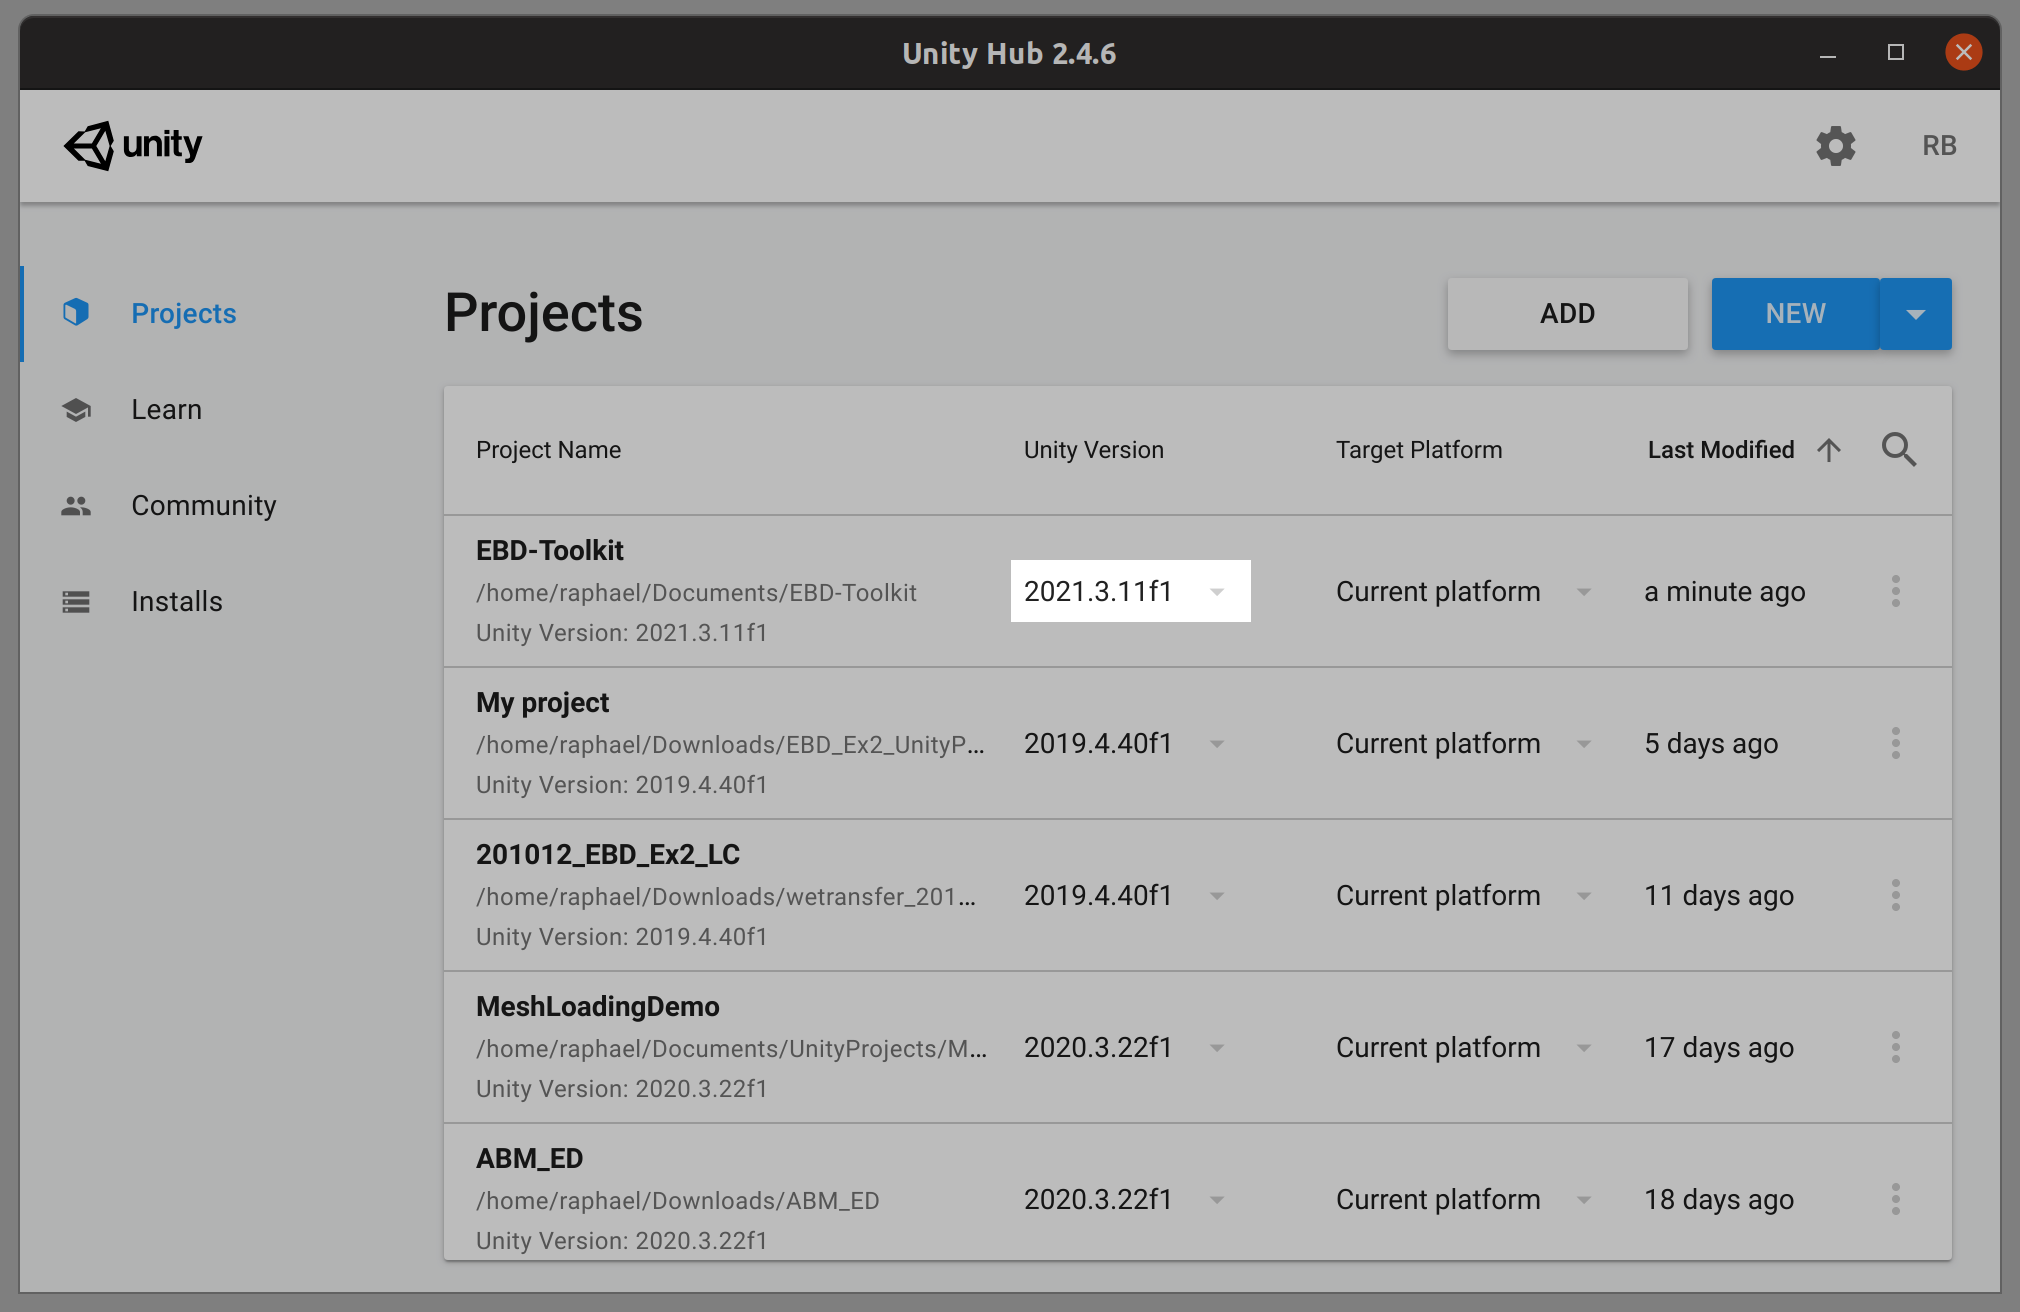 Unity Hub 2.4.6
unity
RB
Projects
Learn
Community
Installs
Projects
ADD
NEW
Project Name
Unity Version
Target Platform
Last Modified
EBD-Toolkit
/home/raphael/Documents/EBD-Toolkit
Unity Version: 2021.3.11f1
2021.3.11f1
Current platform
a minute ago
My project
/home/raphael/Downloads/EBD_Ex2_UnityP...
Unity Version: 2019.4.40f1
2019.4.40f1
Current platform
5 days ago
201012_EBD_Ex2_LC
/home/raphael/Downloads/wetransfer_201...
Unity Version: 2019.4.40f1
2019.4.40f1
Current platform
11 days ago
MeshLoadingDemo
/home/raphael/Documents/UnityProjects/M...
Unity Version: 2020.3.22f1
2020.3.22f1
Current platform
17 days ago
ABM_ED
/home/raphael/Downloads/ABM_ED
Unity Version: 2020.3.22f1
2020.3.22f1
Current platform
18 days ago